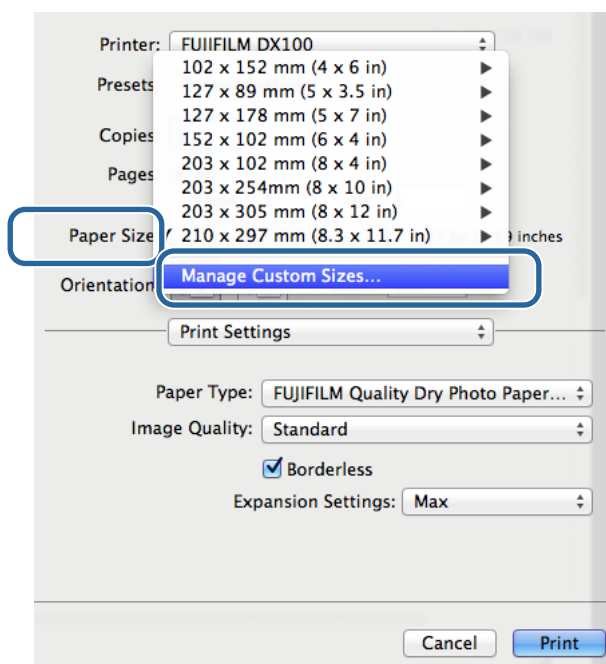 Printer: FUJIFILM DX100
102 x 152 mm (4 x 6 in)
Presets
127 x 89 mm (5 x 3.5 in)
127 x 178 mm (5 x 7 in)
Copies
152 x 102 mm (6 x 4 in)
203 x 102 mm (8 x 4 in)
Pages
203 x 254mm (8 x 10 in)
203 x 305 mm (8 x 12 in)
Paper Size 210 x 297 mm (8.3 x 11.7 in) inches
Manage Custom Sizes...
Orientation
Print Settings
Paper Type: FUJIFILM Quality Dry Photo Paper...
Image Quality: Standard
Borderless
Expansion Settings: Max
Cancel Print